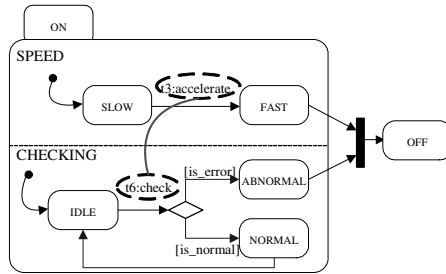 ON
SPEED
t3:accelerate
SLOW
FAST
OFF
CHECKING
[is_error]
t6:check
ABNORMAL
IDLE
[is_normal]
NORMAL